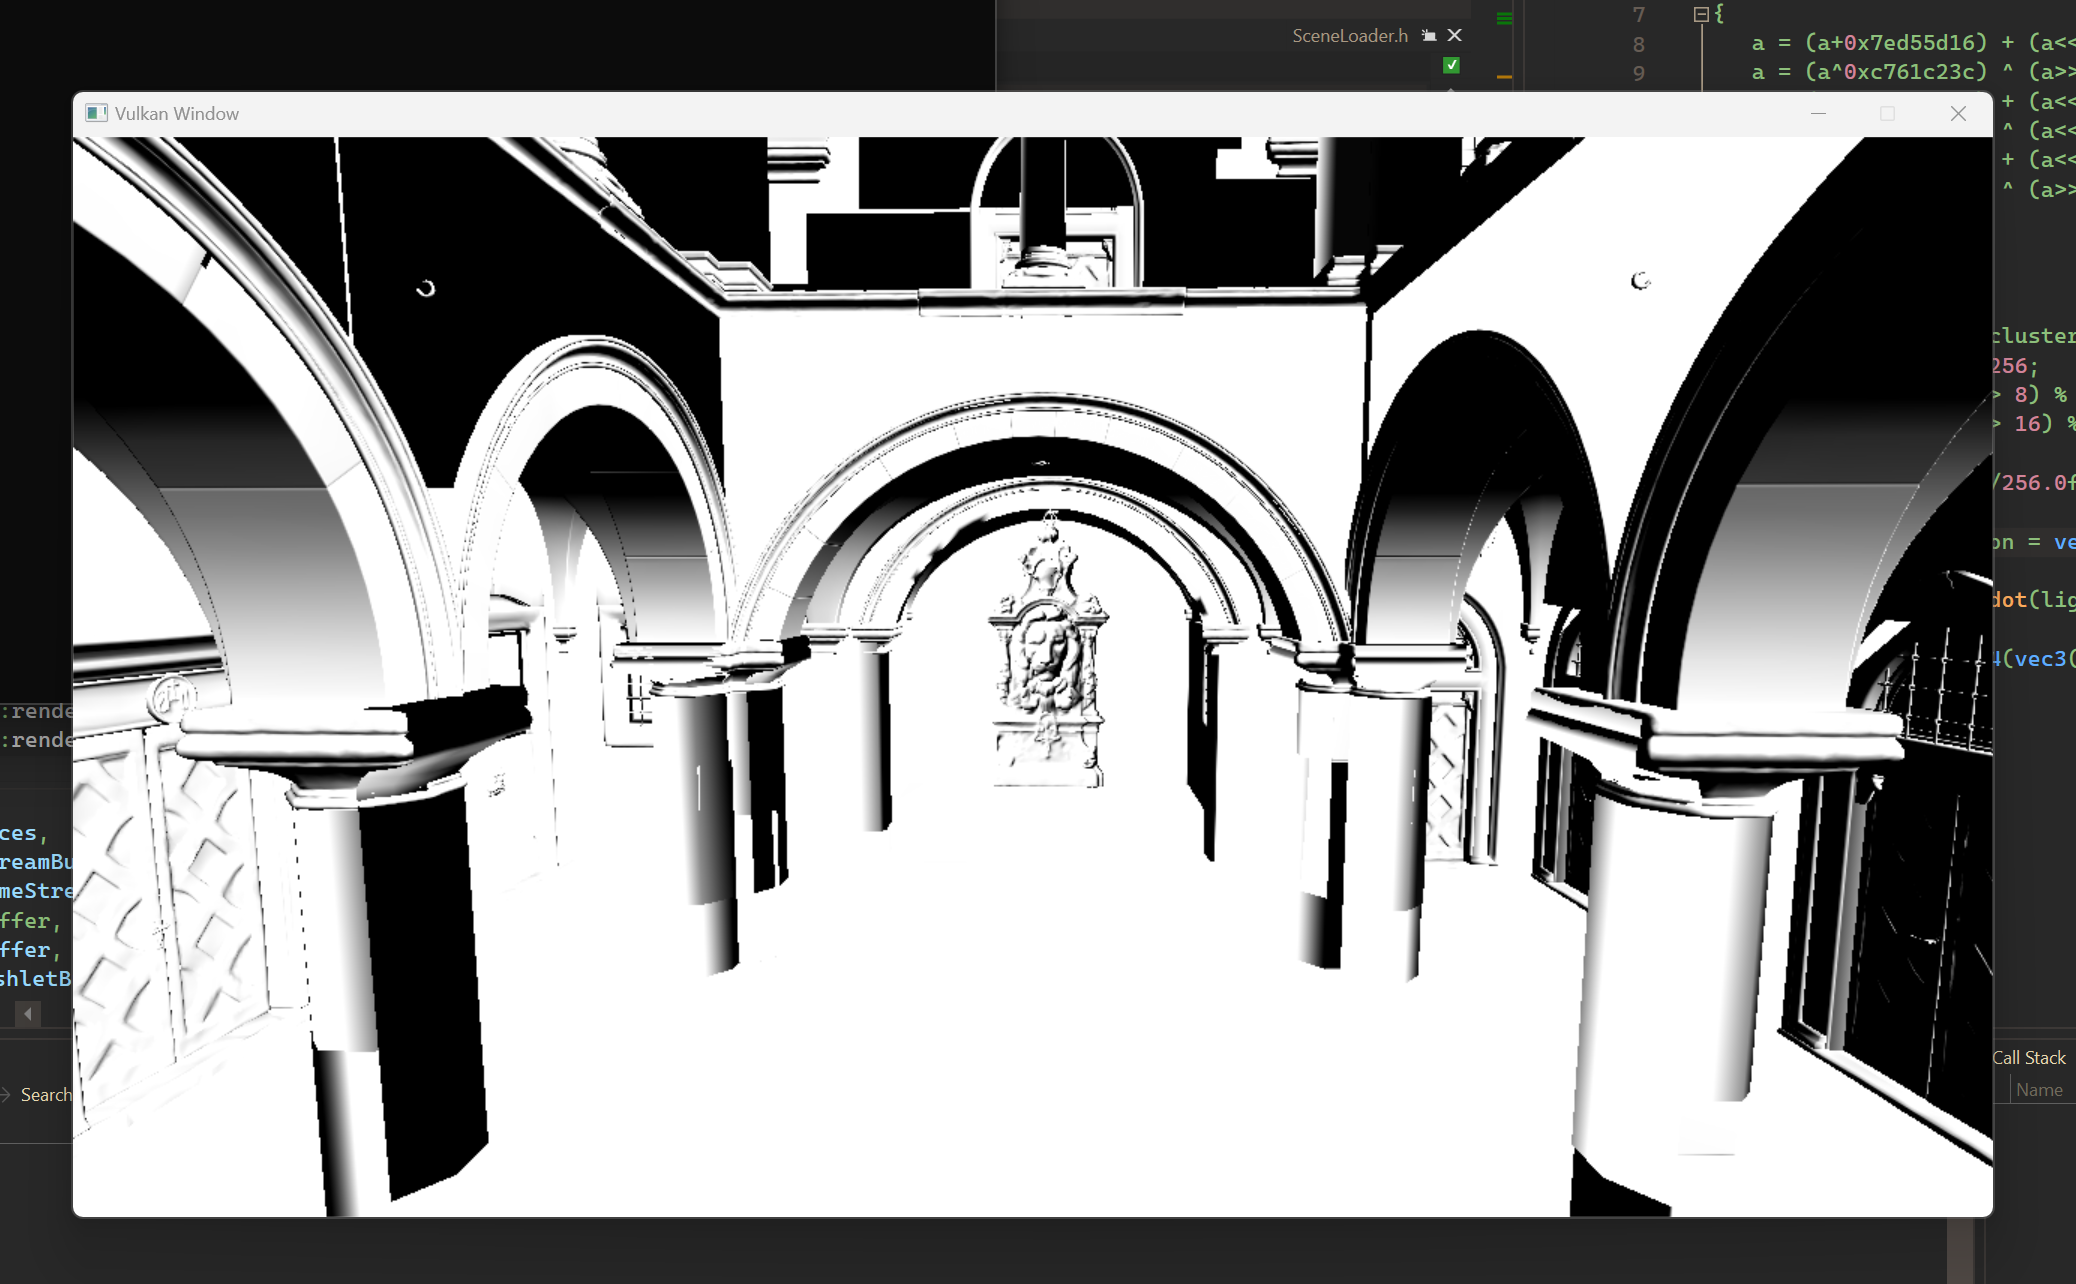 SceneLoader.h
7
{
8
a = (a+0x7ed55d16) + (a<<
9
a = (a^0xc761c23c) ^ (a>>
Vulkan Window
+ (a<<
^ (a<<
+ (a<<
^ (a>>
cluster
256;
> 8) %
> 16) %
/256.0f
on = ve
dot(lig
4(vec3(
:rende
:rende
ces,
reamBu
meStre
ffer,
ffer,
shletB
Search
Call Stack
Name